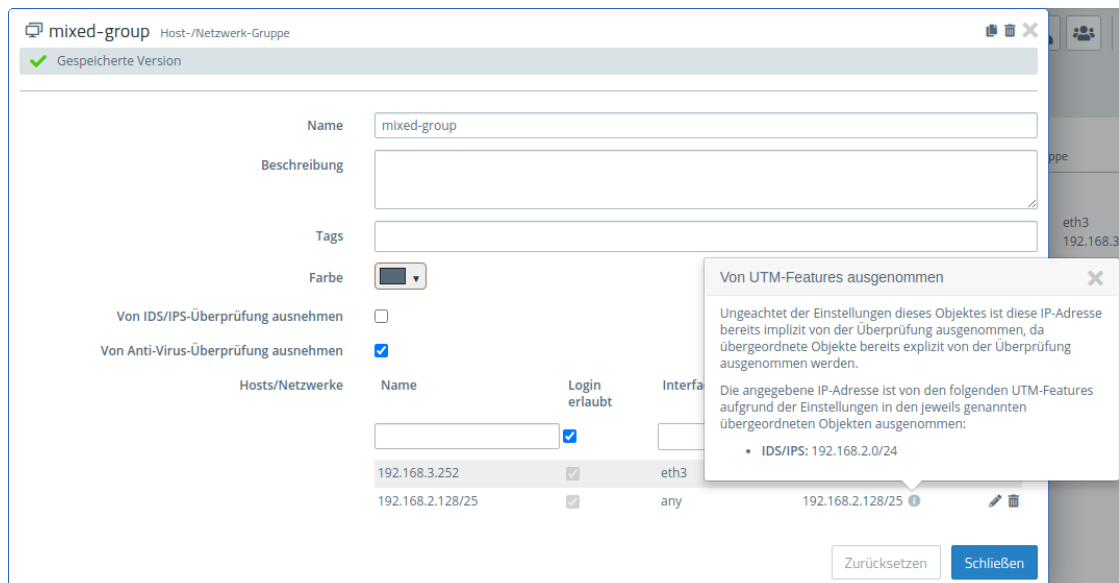 mixed-group Host-/Netzwerk-Gruppe
Gespeicherte Version
Name
mixed-group
Beschreibung
Tags
Farbe
Von IDS/IPS-Überprüfung ausnehmen
Von Anti-Virus-Überprüfung ausnehmen
Hosts/Netzwerke
Name
Login
erlaubt
Interfa
192.168.3.252
eth3
192.168.2.128/25
any
192.168.2.128/25
Zurücksetzen
Schließen
Von UTM-Features ausgenommen
Ungeachtet der Einstellungen dieses Objektes ist diese IP-Adresse
bereits implizit von der Überprüfung ausgenommen, da
übergeordnete Objekte bereits explizit von der Überprüfung
ausgenommen werden.
Die angegebene IP-Adresse ist von den folgenden UTM-Features
aufgrund der Einstellungen in den jeweils genannten
übergeordneten Objekten ausgenommen:
• IDS/IPS: 192.168.2.0/24
ppe
eth3
192.168.3